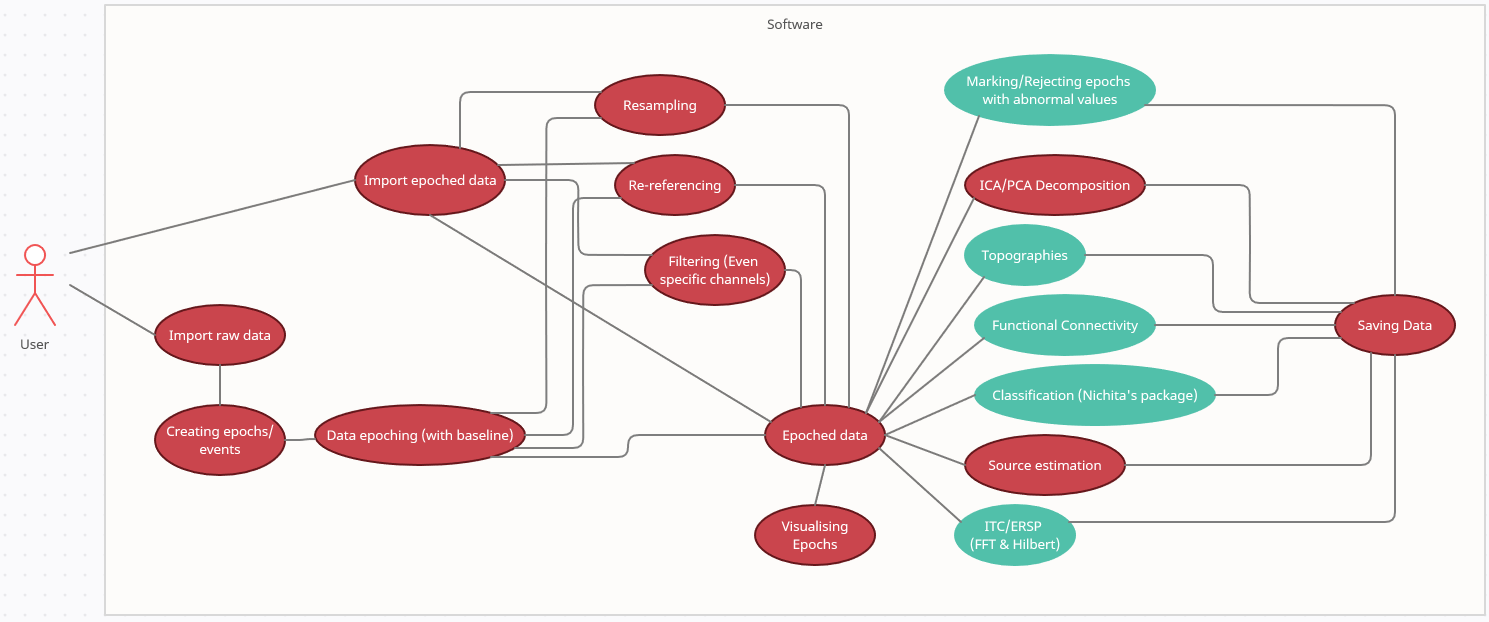 Software
Resampling
Marking/Rejecting epochs
with abnormal values
Import epoched data
Re-referencing
ICA/PCA Decomposition
Filtering (Even
specific channels)
Topographies
User
Import raw data
Functional Connectivity
Saving Data
Classification (Nichita's package)
Creating epochs/
events
Data epoching (with baseline)
Epoched data
Source estimation
Visualising
Epochs
ITC/ERSP
(FFT & Hilbert)